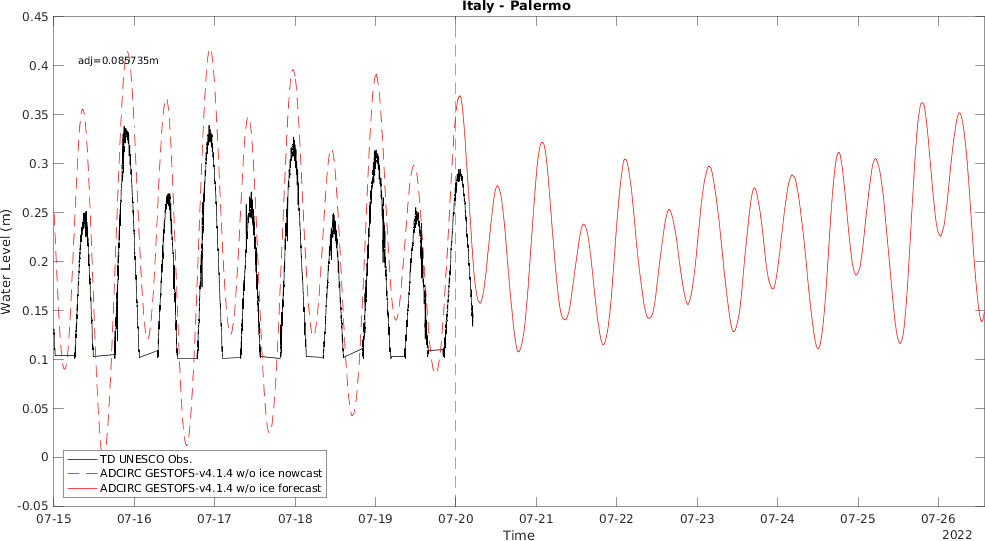 Italy - Palermo
adj=0.085735m
0.45
0.4
0.35
0.3
0.25
0.2
0.15
0.1
0.05
0
-0.05
Water Level (m)
TD UNESCO Obs.
ADCIRC GESTOFS-v4.1.4 w/o ice nowcast
ADCIRC GESTOFS-v4.1.4 w/o ice forecast
07-15 07-16 07-17 07-18 07-19 07-20 07-21 07-22 07-23 07-24 07-25 07-26
Time
2022